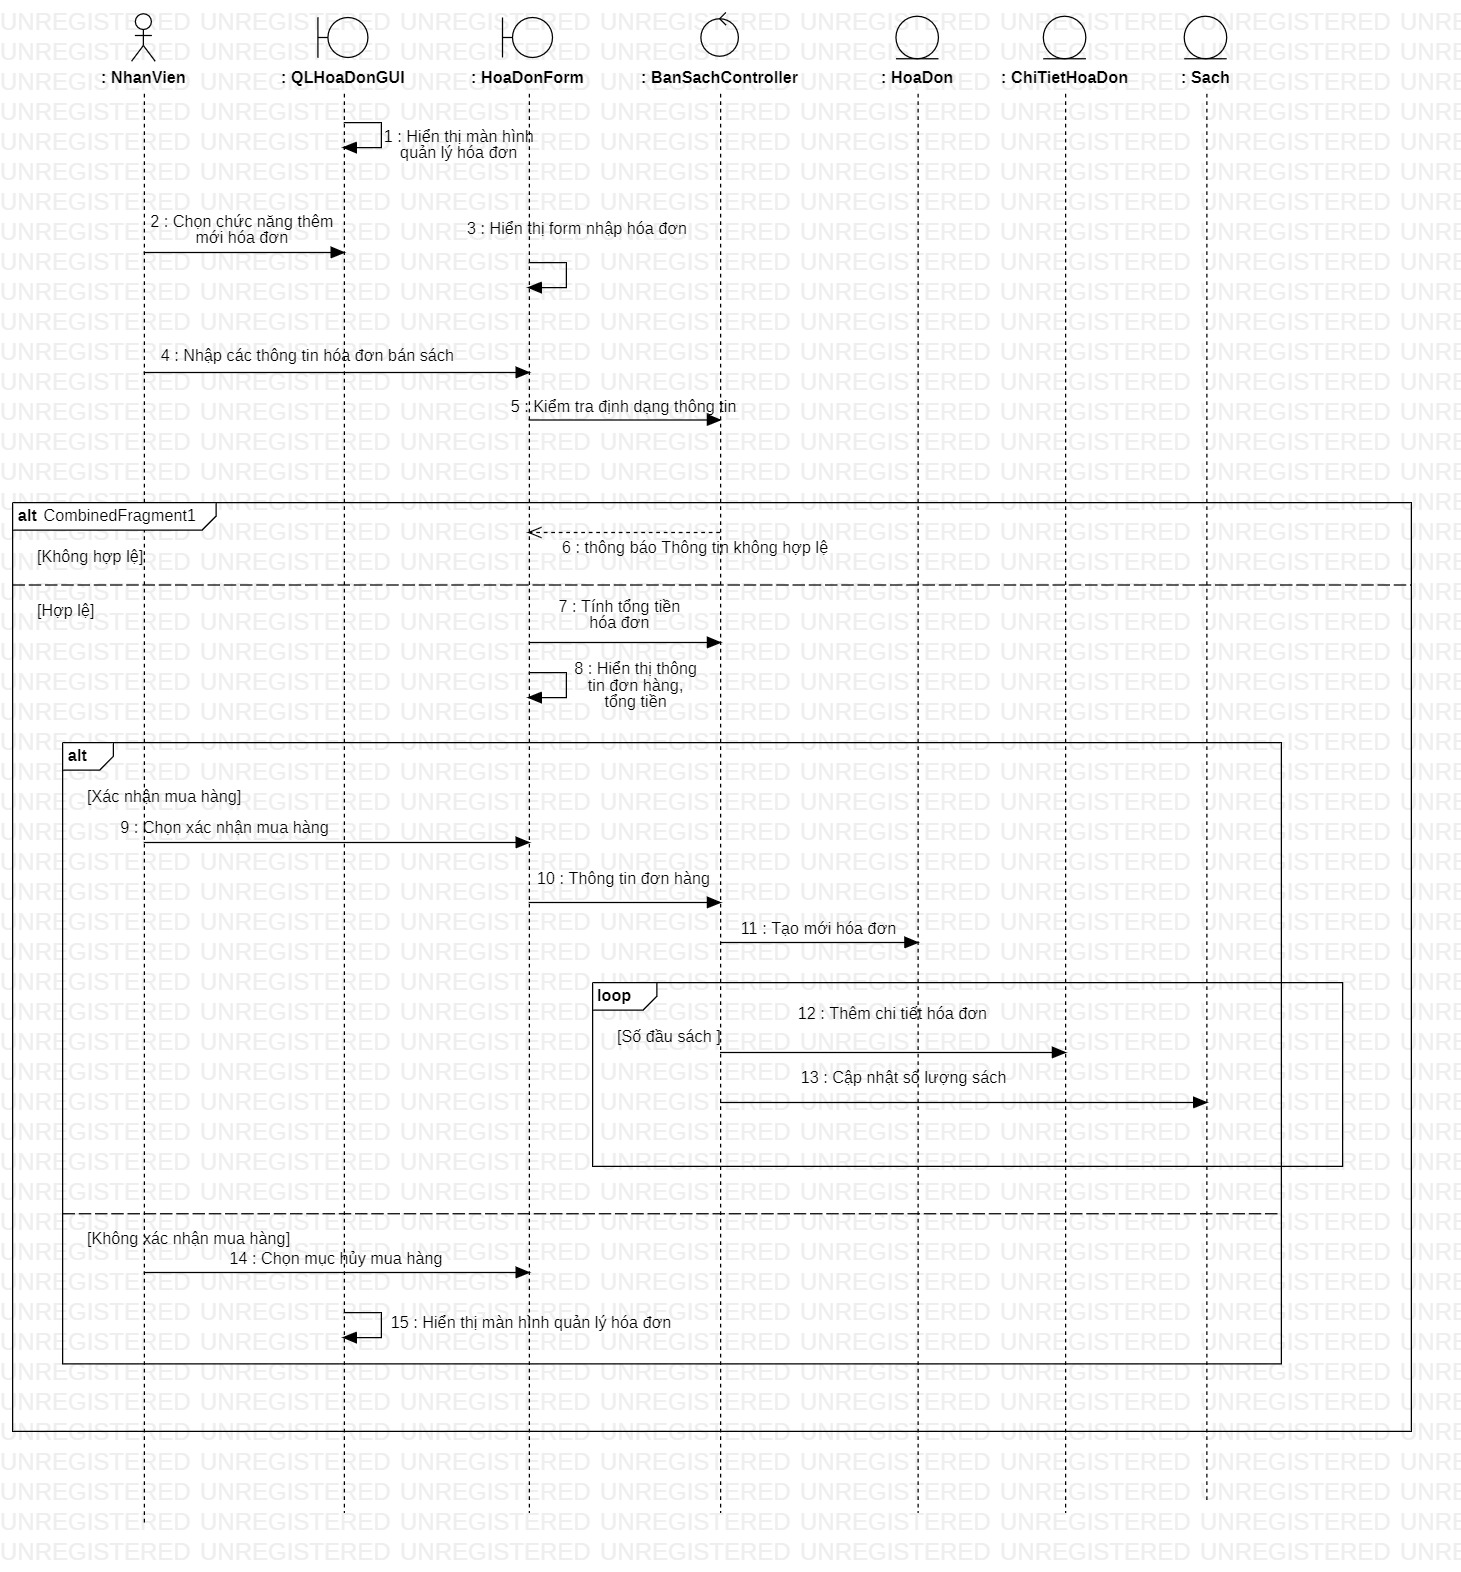 : NhanVien
: QLHoaDonGUI
: HoaDonForm
: BanSachController
: HoaDon
: ChiTietHoaDon
: Sach
1 : Hiển thị màn hình
quản lý hóa đơn
2 : Chọn chức năng thêm
mới hóa đơn
3 : Hiển thị form nhập hóa đơn
4 : Nhập các thông tin hóa đơn bán sách
5 : Kiểm tra định dạng thông tin
alt CombinedFragment1
6 : thông báo Thông tin không hợp lệ
[Không hợp lệ]
[Hợp lệ]
7 : Tính tổng tiền
hóa đơn
8 : Hiển thị thông
tin đơn hàng,
tổng tiền
alt
[Xác nhận mua hàng]
9 : Chọn xác nhận mua hàng
10 : Thông tin đơn hàng
11 : Tạo mới hóa đơn
loop
12 : Thêm chi tiết hóa đơn
[Số đầu sách ]
13 : Cập nhật số lượng sách
[Không xác nhận mua hàng]
14 : Chọn mục hủy mua hàng
15 : Hiển thị màn hình quản lý hóa đơn
UNREGISTERED